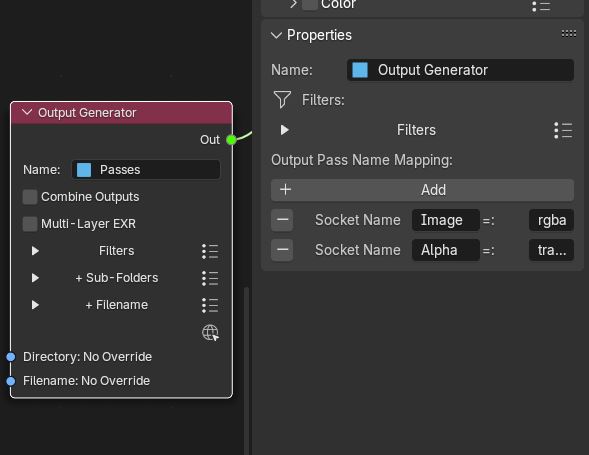 Color
Properties
Name: Output Generator
Filters:
Filters
Output Pass Name Mapping:
+ Add
− Socket Name Image =: rgba
− Socket Name Alpha =: tra...
Output Generator
Out
Name: Passes
Combine Outputs
Multi-Layer EXR
Filters
+ Sub-Folders
+ Filename
Directory: No Override
Filename: No Override